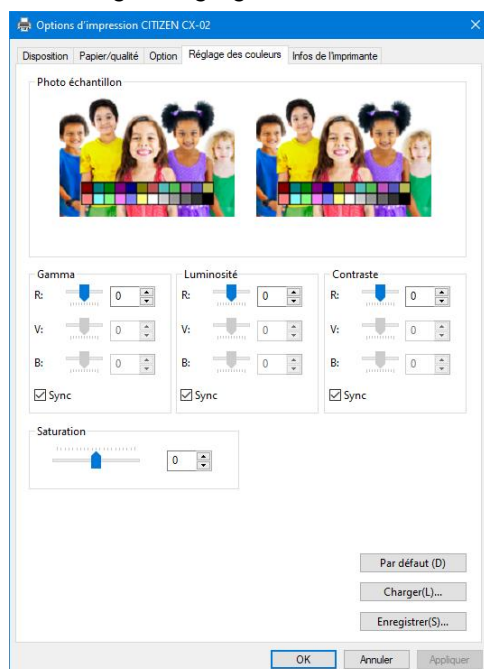 Options d'impression CITIZEN CX-02
Disposition Papier/qualité Option Réglage des couleurs Infos de l'imprimante
Photo échantillon
Gamma Luminosité Contraste
R: 0 R: 0 R: 0
V: 0 V: 0 V: 0
B: 0 B: 0 B: 0
Sync Sync Sync
Saturation
0
Par défaut (D)
Charger(L)...
Enregistrer(S)...
OK Annuler Appliquer